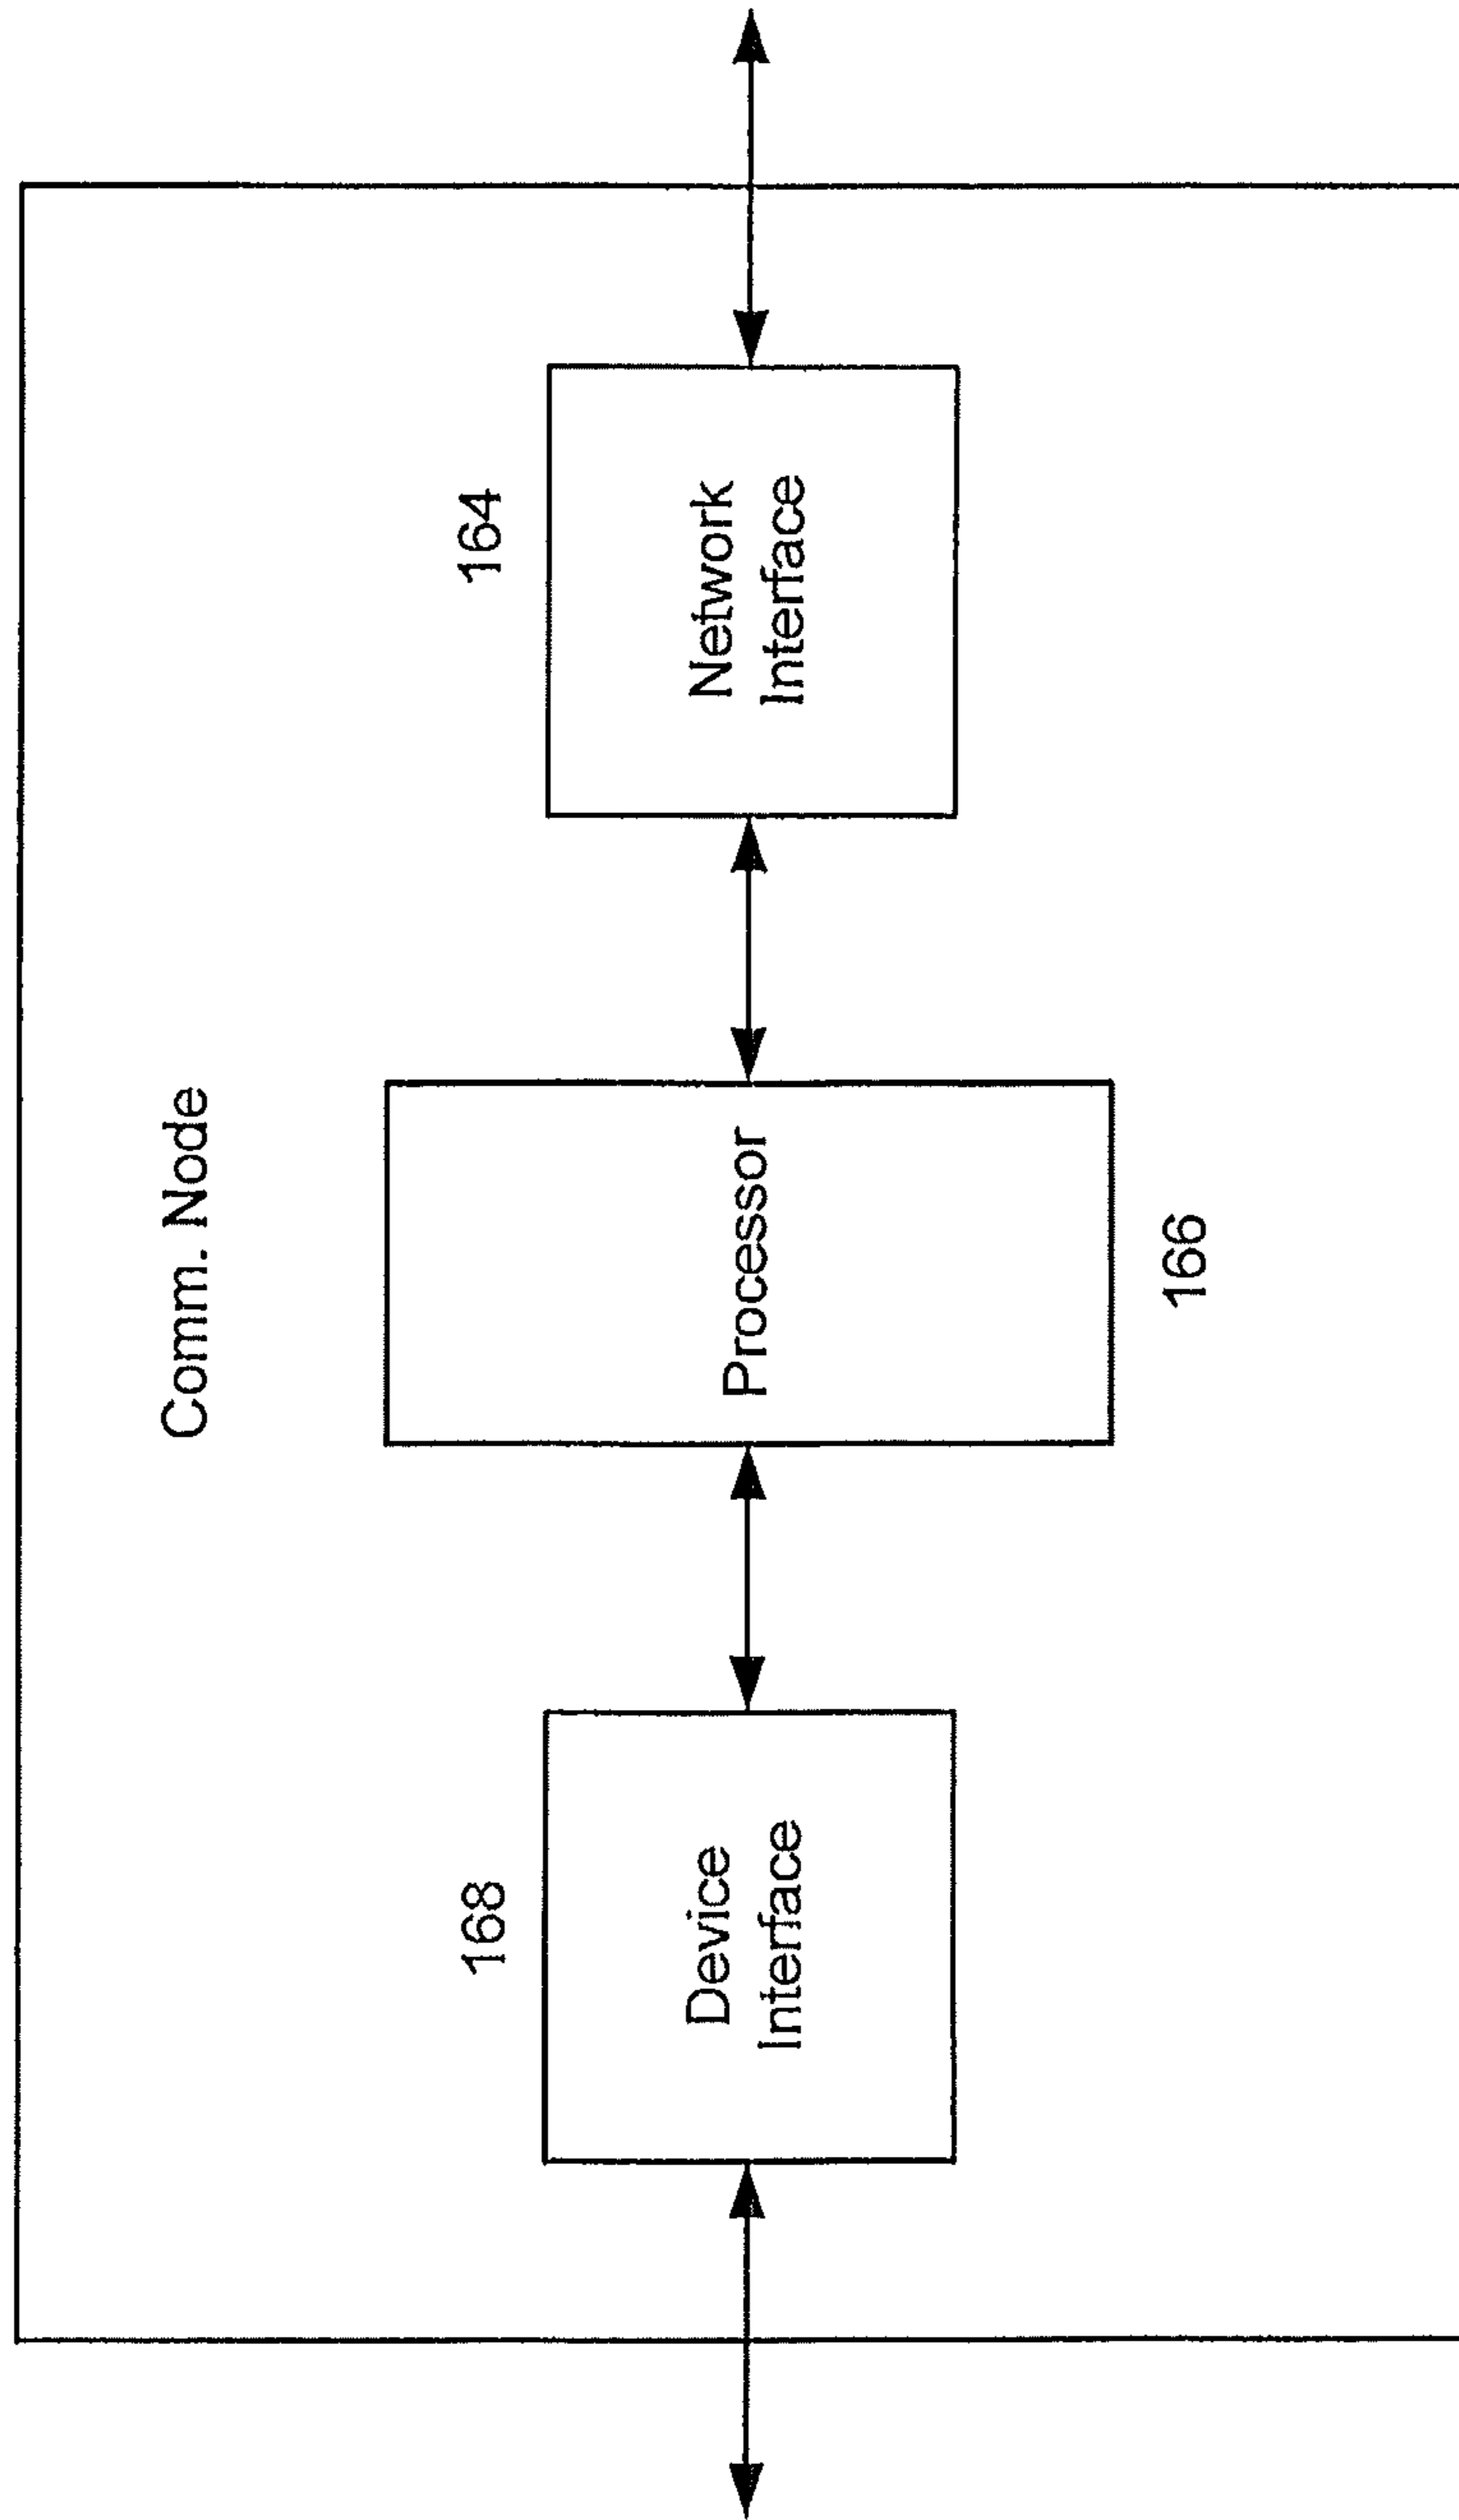 Comm. Node
168
Device
Interface
Processor
166
164
Network
Interface